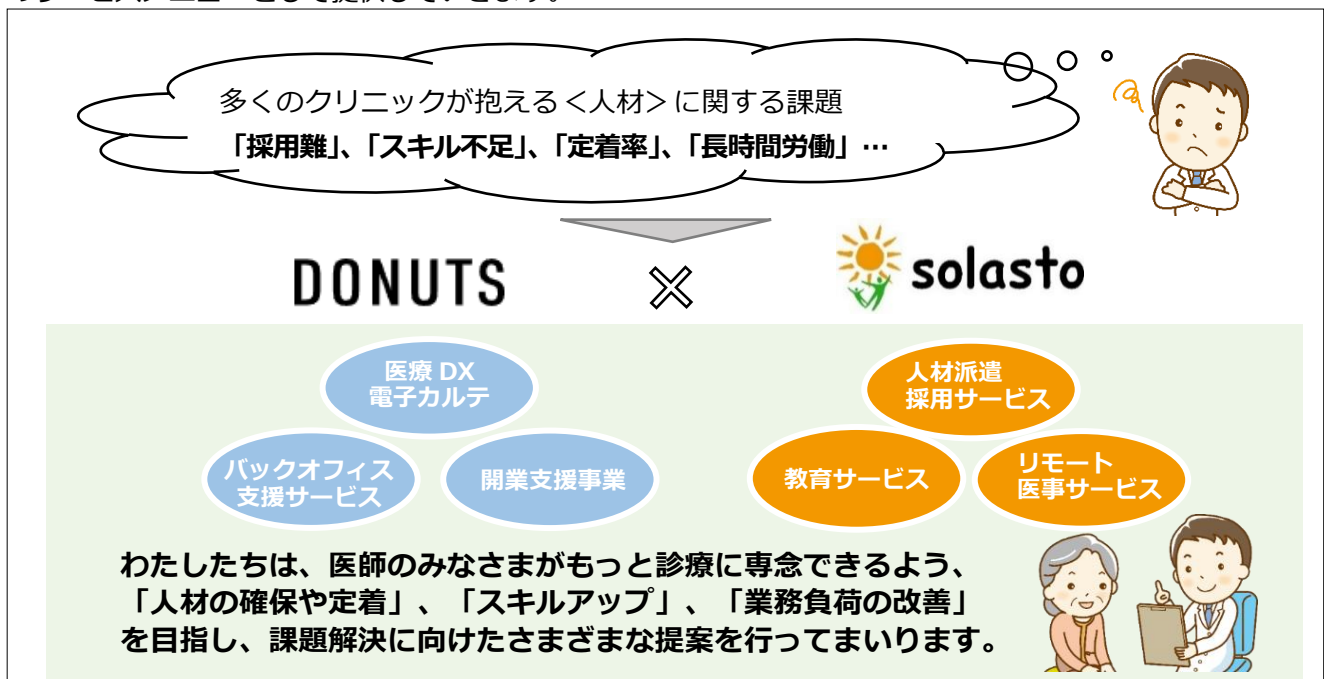 多くのクリニックが抱える<人材>に関する課題
「採用難」、「スキル不足」、「定着率」、「長時間労働」…
DONUTS
solasto
医療 DX
電子カルテ
バックオフィス
支援サービス
開業支援事業
人材派遣
採用サービス
教育サービス
リモート
医事サービス
わたしたちは、医師のみなさまがもっと診療に専念できるよう、
「人材の確保や定着」、「スキルアップ」、「業務負荷の改善」
を目指し、課題解決に向けたさまざまな提案を行ってまいります。